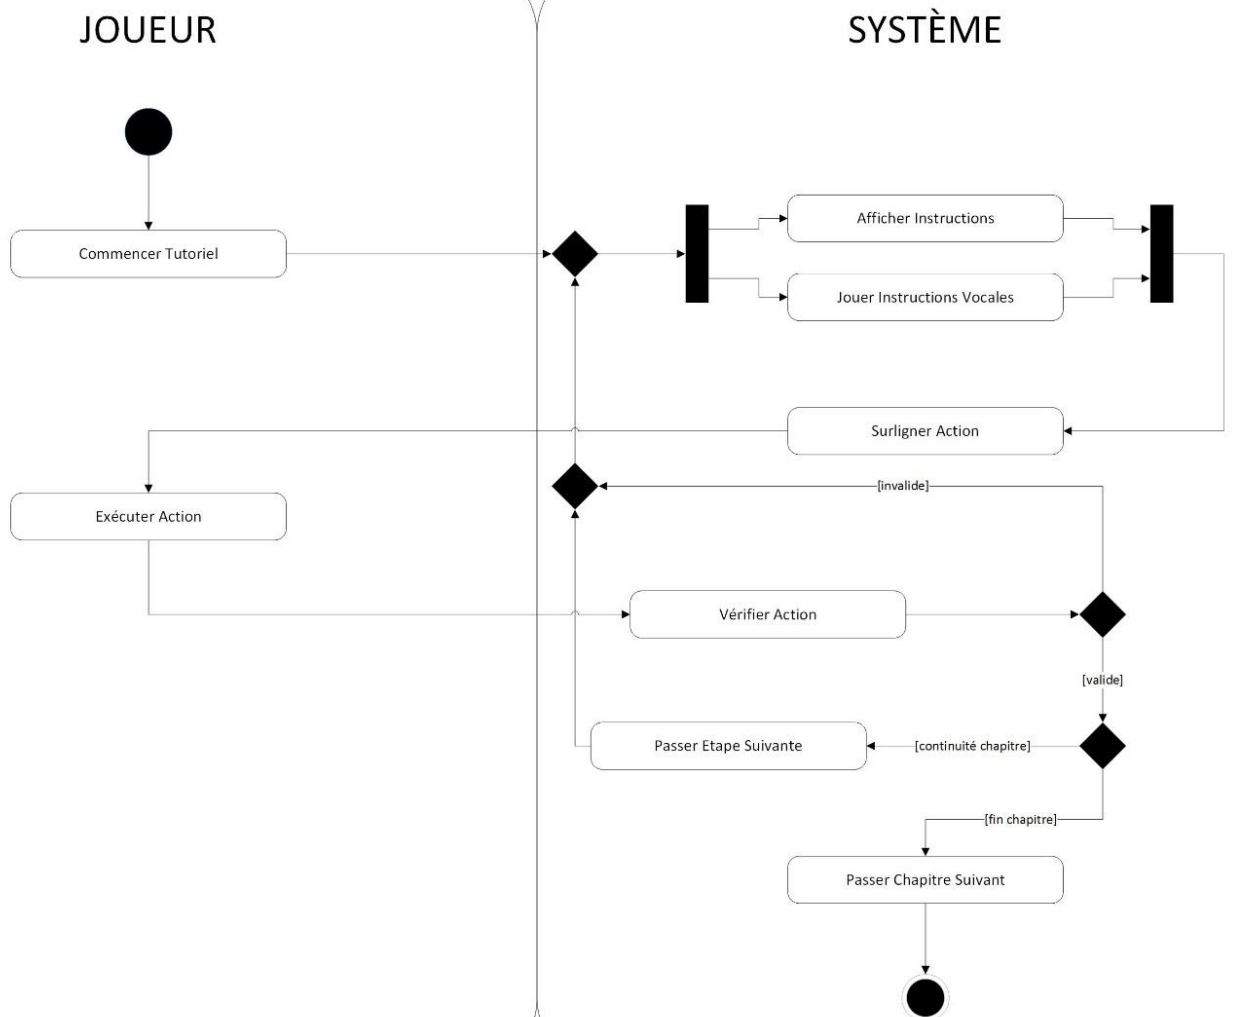 JOUEUR
SYSTÈME
Afficher Instructions
Commencer Tutoriel
Jouer Instructions Vocales
Surligner Action
[invalide]
Exécuter Action
Vérifier Action
[valide]
Passer Etape Suivante
[continuité chapitre]
[fin chapitre]
Passer Chapitre Suivant